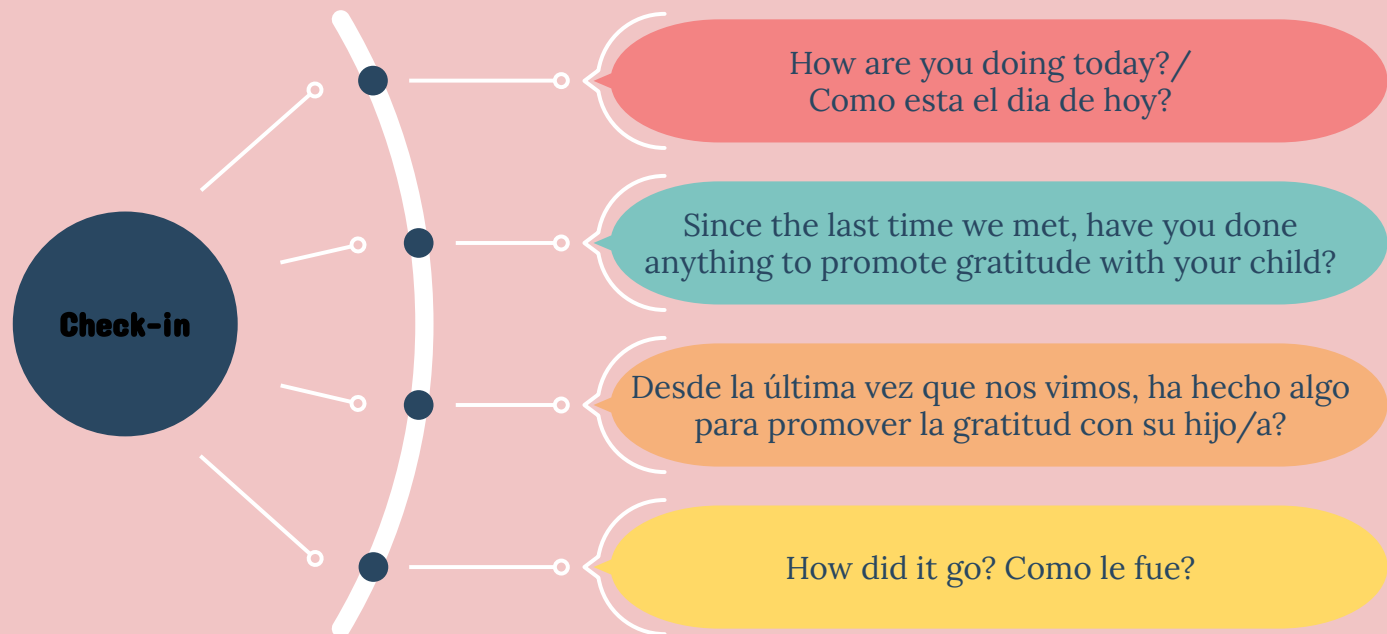 Check-in
How are you doing today?/
Como esta el dia de hoy?
Since the last time we met, have you done
anything to promote gratitude with your child?
Desde la última vez que nos vimos, ha hecho algo
para promover la gratitud con su hijo/a?
How did it go? Como le fue?